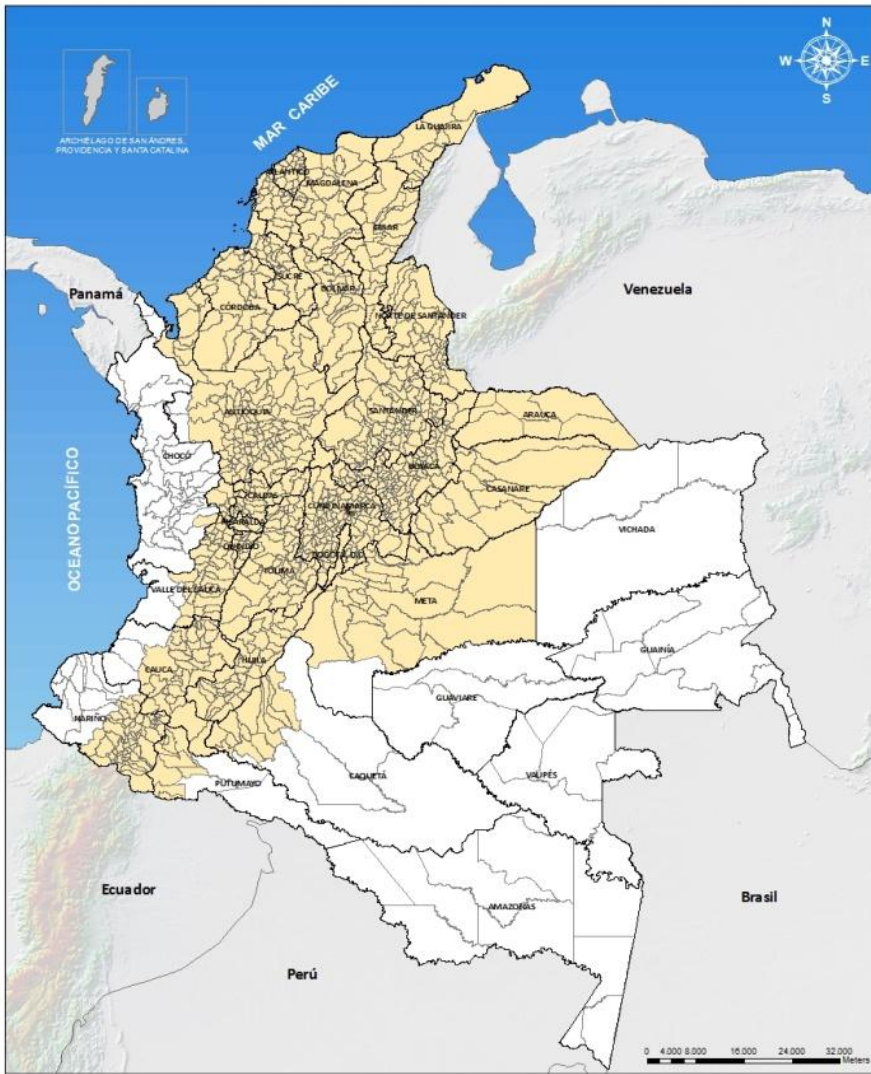 N
W E
S
MAR CARIBE
ARCHIÉLAGO DE SAN ÁNDRES,
PROVIDENCIA Y SANTA CATALINA
LA GUAJIRA
ATLÁNTICO
MAGDALENA
CESAR
Panamá
Venezuela
SUCRE
BOLÍVAR
CÓRDOBA
NORTE DE SANTANDER
ANTIOQUIA
SANTANDER
ARAUCA
OCEANO PACÍFICO
CHOCÓ
BOYACÁ
CASANARE
CALDAS
CUNDINAMARCA
VICHADA
RISARALDA
QUINDIO
BOGOTÁ, D.C.
TOLIMA
VALLE DEL CAUCA
META
GUAINÍA
CAUCA
HUILA
GUAVIARE
NARIÑO
CAQUETÁ
VAUPÉS
PUTUMAYO
Ecuador
Brasil
AMAZONAS
Perú
0 4.000 8.000 16.000 24.000 32.000
Meters